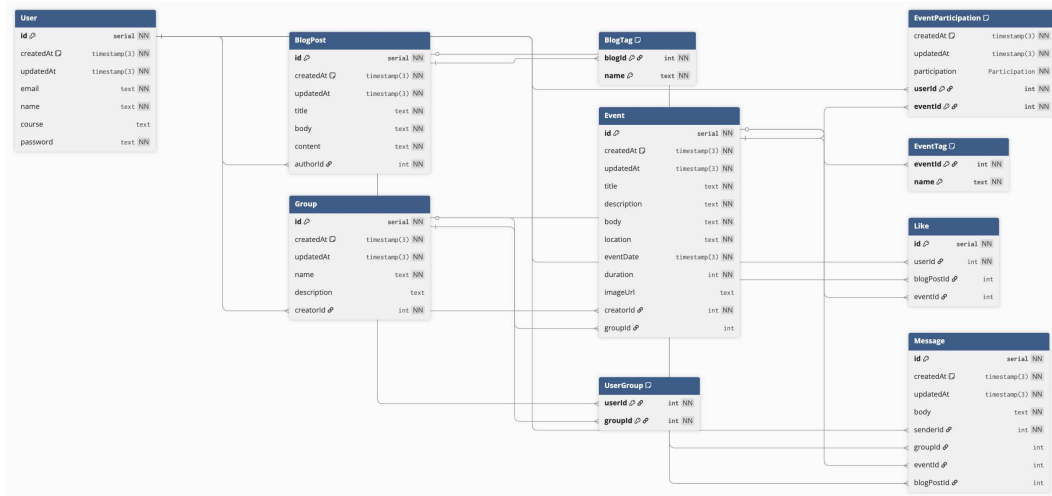 User
id serial NN
createdAt timestamp(3) NN
updatedAt timestamp(3) NN
email text NN
name text NN
course text
password text NN
BlogPost
id serial NN
createdAt timestamp(3) NN
updatedAt timestamp(3) NN
title text NN
body text NN
content text NN
authorId int NN
Group
id serial NN
createdAt timestamp(3) NN
updatedAt timestamp(3) NN
name text NN
description text
creatorId int NN
BlogTag
blogId int NN
name text NN
Event
id serial NN
createdAt timestamp(3) NN
updatedAt timestamp(3) NN
title text NN
description text NN
body text NN
location text NN
eventDate timestamp(3) NN
duration int NN
imageUrl text
creatorId int NN
groupId int
UserGroup
userId int NN
groupId int NN
EventParticipation
createdAt timestamp(3) NN
updatedAt timestamp(3) NN
participation Participation NN
userId int NN
eventId int NN
EventTag
eventId int NN
name text NN
Like
id serial NN
userId int NN
blogPostId int
eventId int
Message
id serial NN
createdAt timestamp(3) NN
updatedAt timestamp(3) NN
body text NN
senderId int NN
groupId int
eventId int
blogPostId int